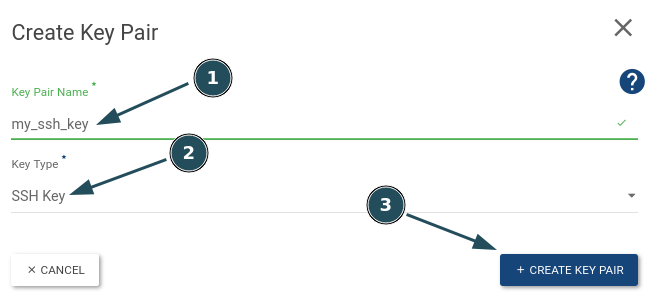 Create Key Pair
1
?
Key Pair Name *
my_ssh_key
2
Key Type *
SSH Key
3
× CANCEL
+ CREATE KEY PAIR